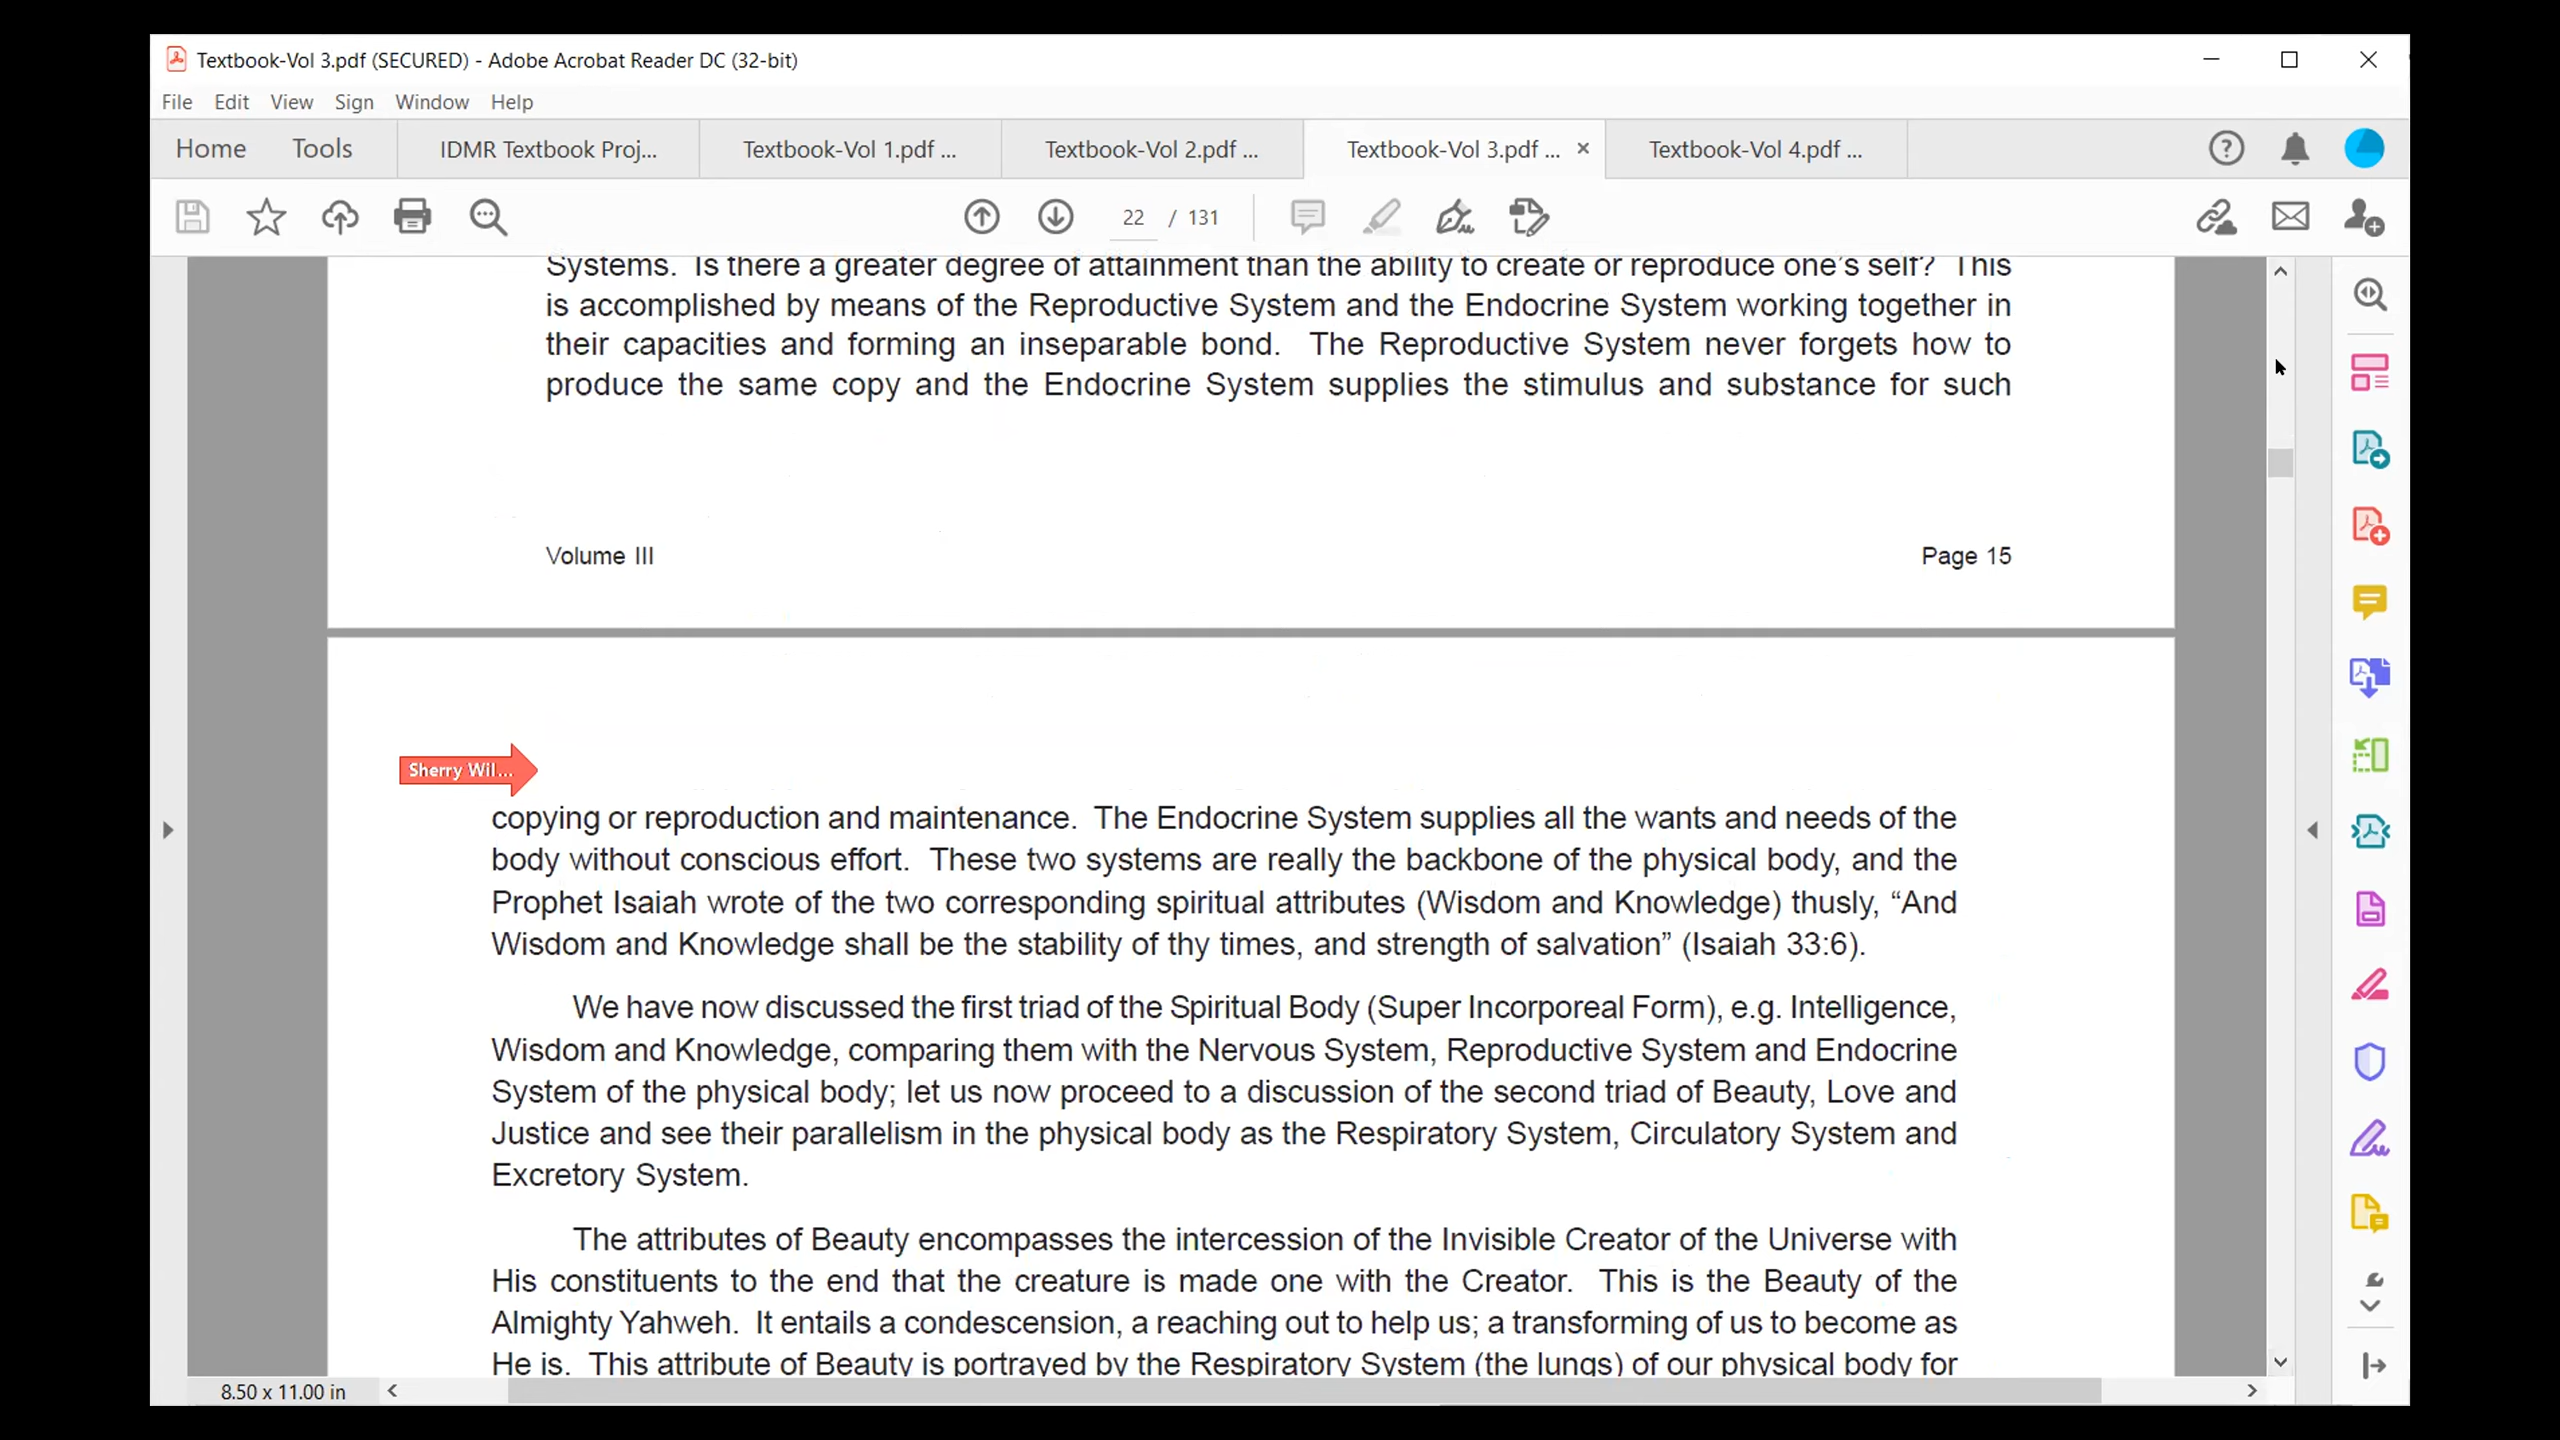 Textbook-Vol 3.pdf (SECURED) - Adobe Acrobat Reader DC (32-bit)
File Edit View Sign Window Help
Home Tools IDMR Textbook Proj... Textbook-Vol 1.pdf ... Textbook-Vol 2.pdf ... Textbook-Vol 3.pdf ... × Textbook-Vol 4.pdf ...
22 / 131
Systems. Is there a greater degree of attainment than the ability to create or reproduce one's self? This
is accomplished by means of the Reproductive System and the Endocrine System working together in
their capacities and forming an inseparable bond. The Reproductive System never forgets how to
produce the same copy and the Endocrine System supplies the stimulus and substance for such
Volume III Page 15
Sherry Wil...
copying or reproduction and maintenance. The Endocrine System supplies all the wants and needs of the
body without conscious effort. These two systems are really the backbone of the physical body, and the
Prophet Isaiah wrote of the two corresponding spiritual attributes (Wisdom and Knowledge) thusly, “And
Wisdom and Knowledge shall be the stability of thy times, and strength of salvation” (Isaiah 33:6).
We have now discussed the first triad of the Spiritual Body (Super Incorporeal Form), e.g. Intelligence,
Wisdom and Knowledge, comparing them with the Nervous System, Reproductive System and Endocrine
System of the physical body; let us now proceed to a discussion of the second triad of Beauty, Love and
Justice and see their parallelism in the physical body as the Respiratory System, Circulatory System and
Excretory System.
The attributes of Beauty encompasses the intercession of the Invisible Creator of the Universe with
His constituents to the end that the creature is made one with the Creator. This is the Beauty of the
Almighty Yahweh. It entails a condescension, a reaching out to help us; a transforming of us to become as
He is. This attribute of Beauty is portrayed by the Respiratory System (the lungs) of our physical body for
8.50 x 11.00 in